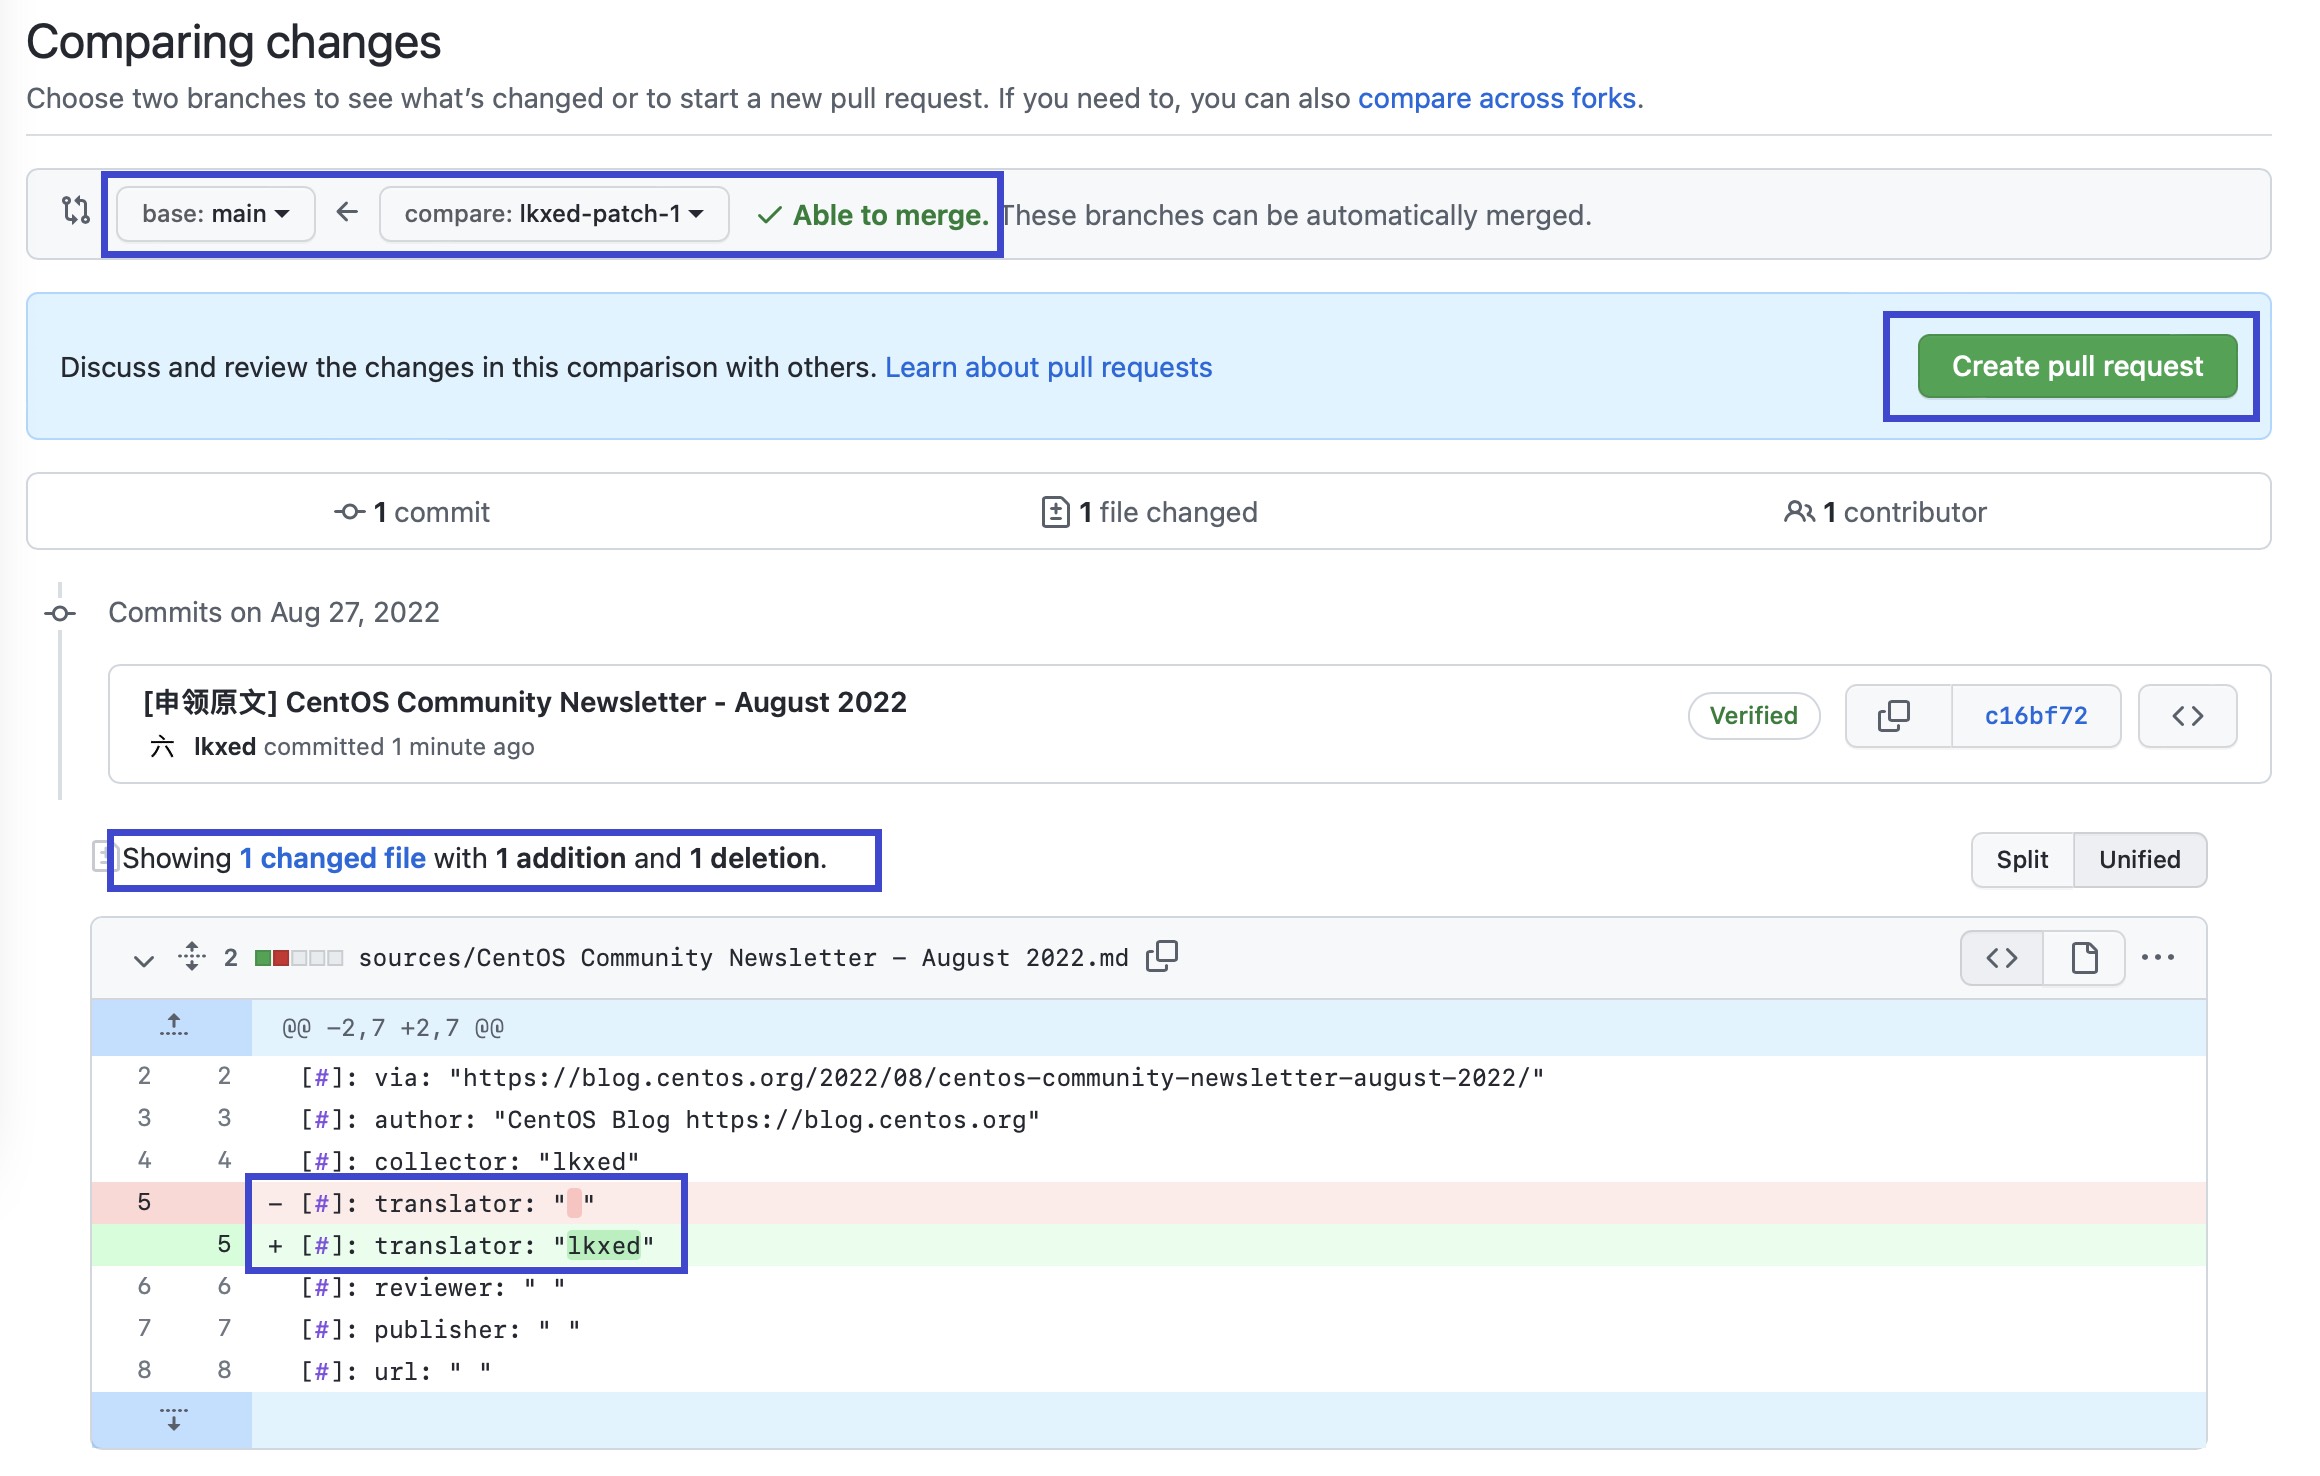 Comparing changes
Choose two branches to see what’s changed or to start a new pull request. If you need to, you can also compare across forks.
base: main ← compare: lkxed-patch-1 ✓ Able to merge. These branches can be automatically merged.
Discuss and review the changes in this comparison with others. Learn about pull requests
Create pull request
1 commit
1 file changed
1 contributor
Commits on Aug 27, 2022
[申领原文] CentOS Community Newsletter - August 2022
六 lkxed committed 1 minute ago
Verified
c16bf72
Showing 1 changed file with 1 addition and 1 deletion.
Split Unified
2 sources/CentOS Community Newsletter – August 2022.md
@@ -2,7 +2,7 @@
2 2 [#]: via: "https://blog.centos.org/2022/08/centos-community-newsletter-august-2022/"
3 3 [#]: author: "CentOS Blog https://blog.centos.org"
4 4 [#]: collector: "lkxed"
5 - [#]: translator: " "
5 + [#]: translator: "lkxed"
6 6 [#]: reviewer: " "
7 7 [#]: publisher: " "
8 8 [#]: url: " "